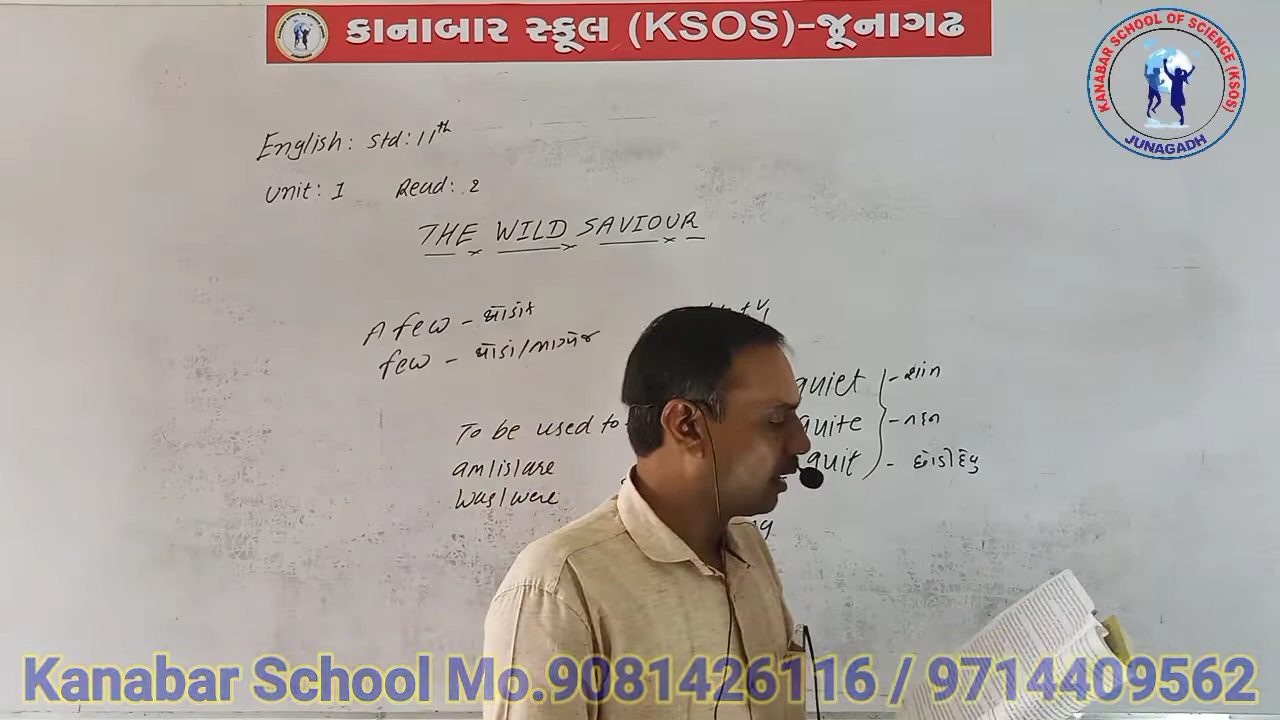 કાનાબાર સ્કૂલ (KSOS)-જૂનાગઢ
KANABAR SCHOOL OF SCIENCE (KSOS)
JUNAGADH
English: Std: 11th
Unit: 1 Read: 2
THE WILD SAVIOUR
A few - થોડાંક
few - થોડાં/ભાગ્યેજ
quiet - શાંત
quite - તદ્દન
quit - છોડી દેવું
To be used to
am/is/are
was/were
Kanabar School Mo.9081426116 / 9714409562